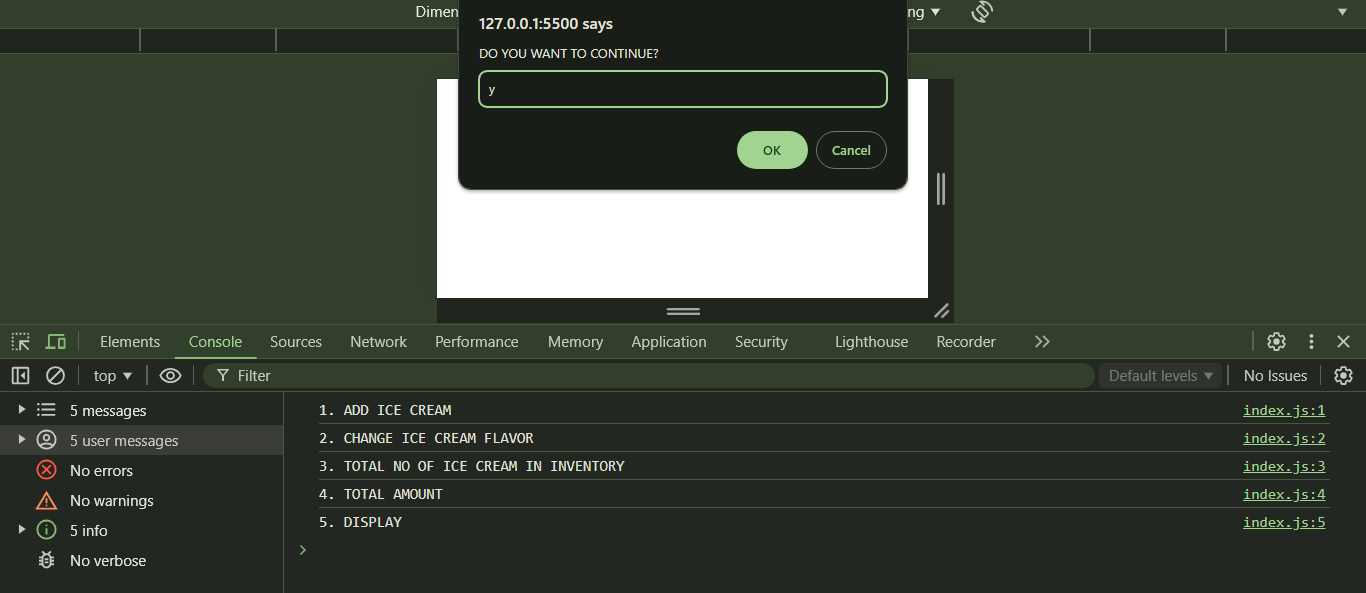 Dimen
ng
127.0.0.1:5500 says
DO YOU WANT TO CONTINUE?
y
OK Cancel
Elements Console Sources Network Performance Memory Application Security Lighthouse Recorder
top Filter Default levels No Issues
5 messages
5 user messages
No errors
No warnings
5 info
No verbose
1. ADD ICE CREAM index.js:1
2. CHANGE ICE CREAM FLAVOR index.js:2
3. TOTAL NO OF ICE CREAM IN INVENTORY index.js:3
4. TOTAL AMOUNT index.js:4
5. DISPLAY index.js:5